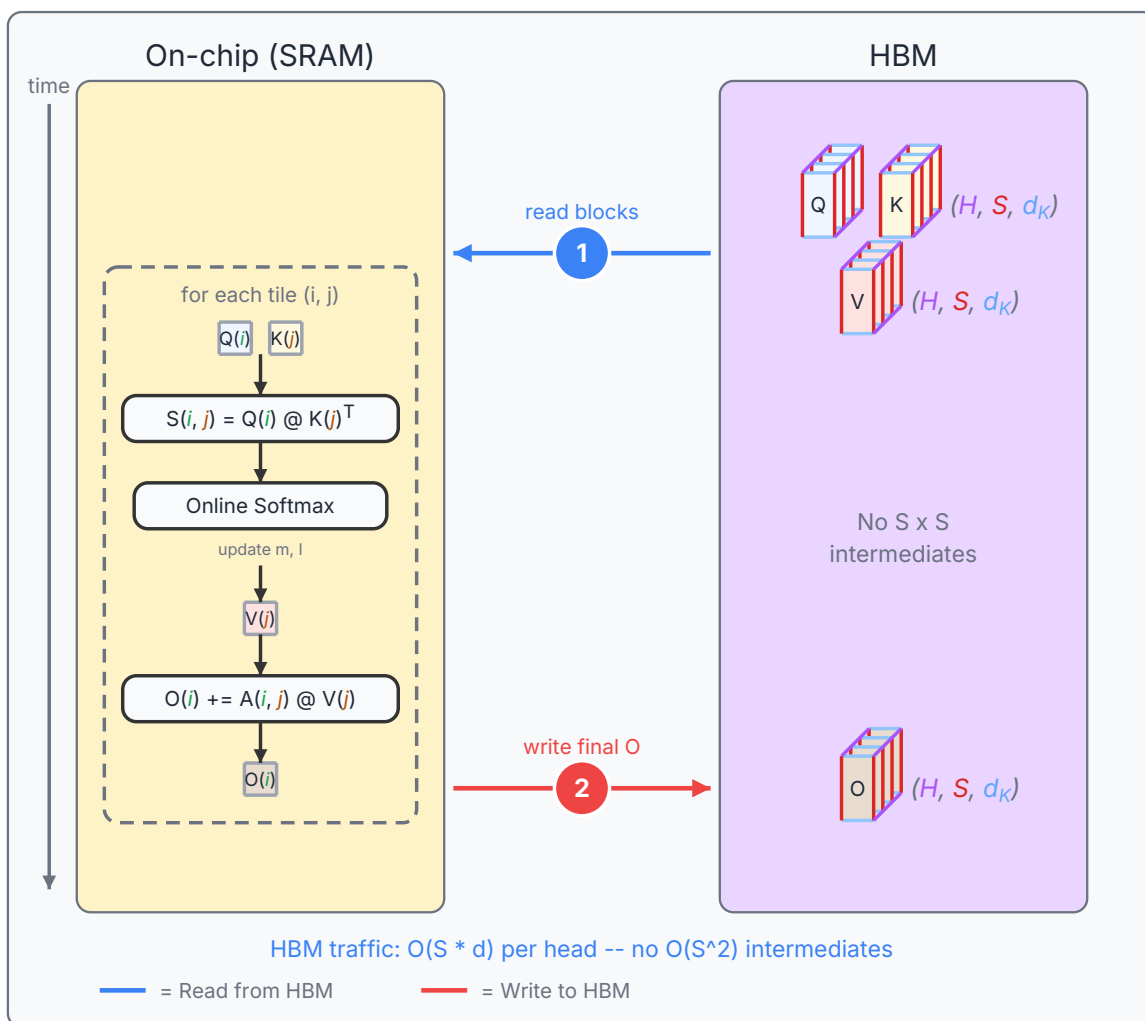 On-chip (SRAM)
HBM
time
Q
K
(H, S, dK)
read blocks
1
V
(H, S, dK)
for each tile (i, j)
Q(i)
K(j)
S(i, j) = Q(i) @ K(j)T
Online Softmax
update m, l
No S x S
intermediates
V(j)
O(i) += A(i, j) @ V(j)
O(i)
write final O
2
O
(H, S, dK)
HBM traffic: O(S * d) per head -- no O(S^2) intermediates
= Read from HBM
= Write to HBM